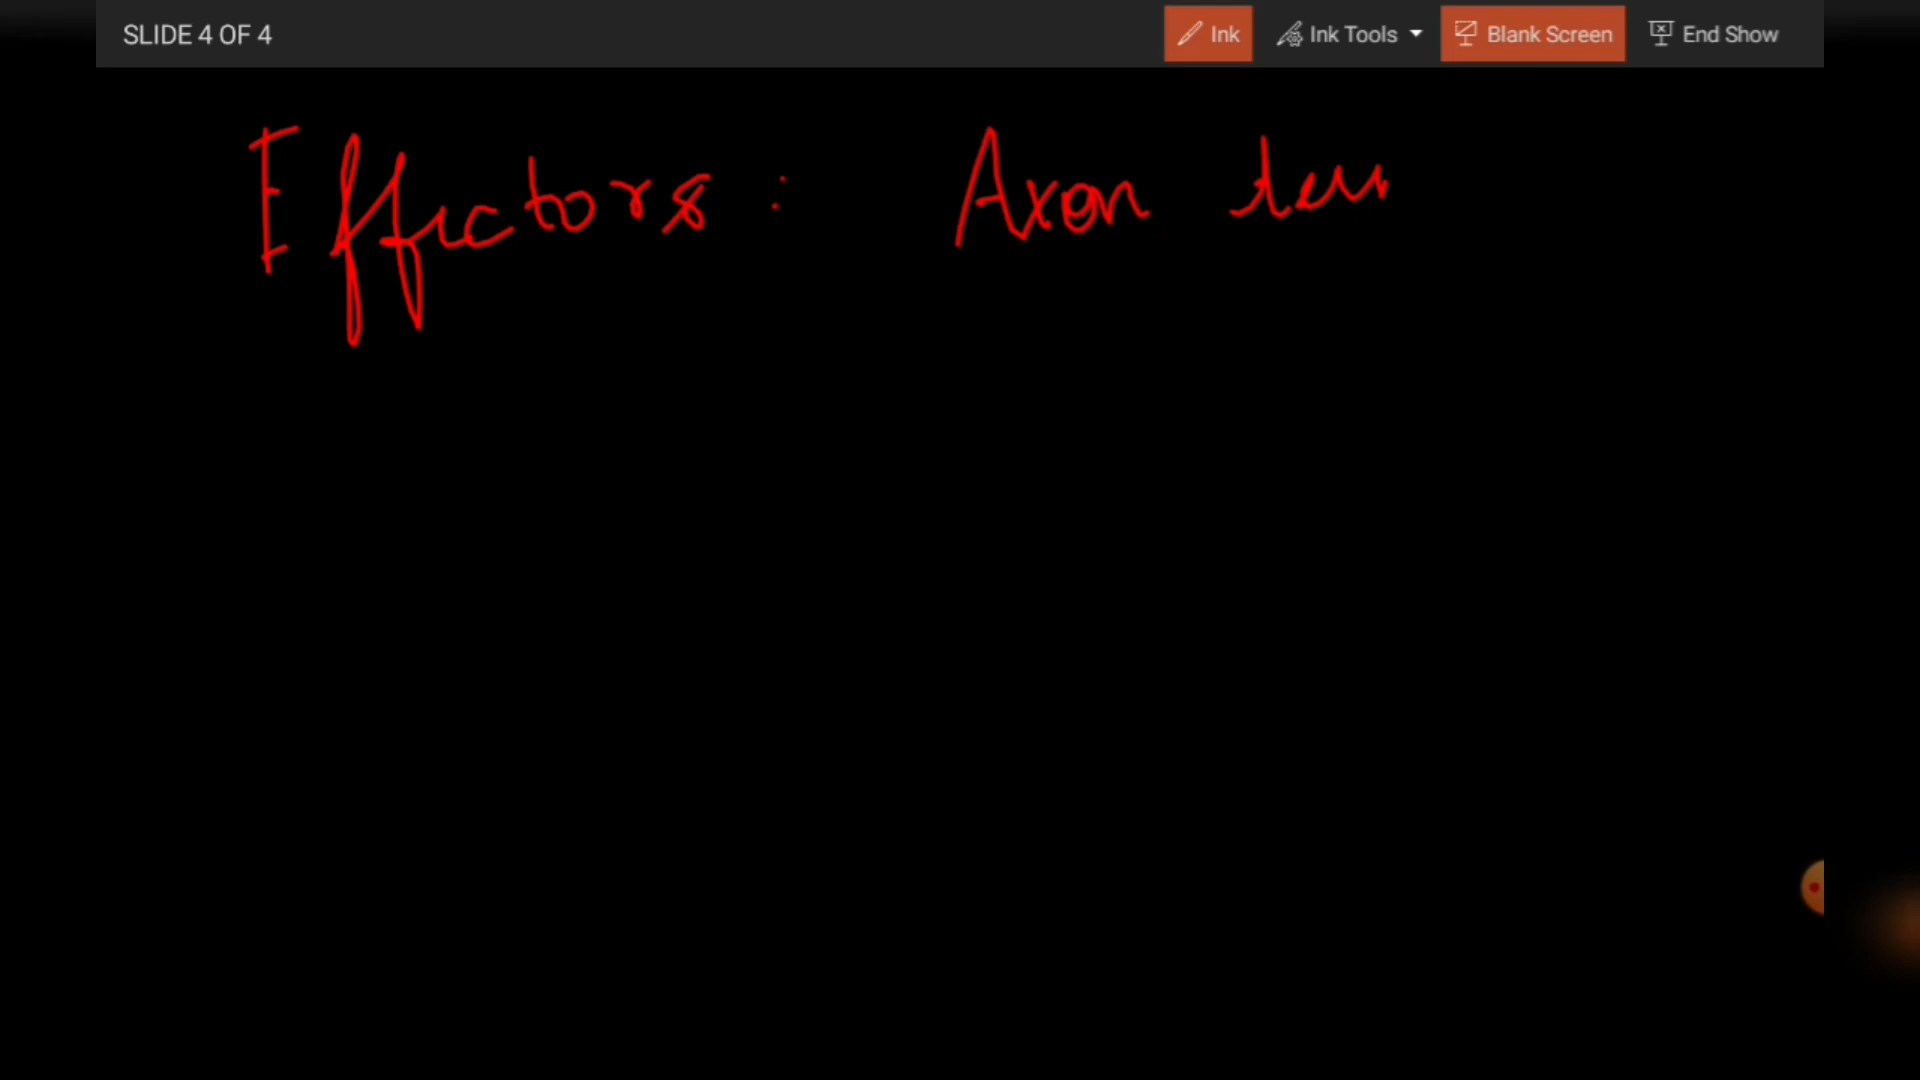 SLIDE 4 OF 4 Ink Ink Tools Blank Screen End Show
Effectors : Axon